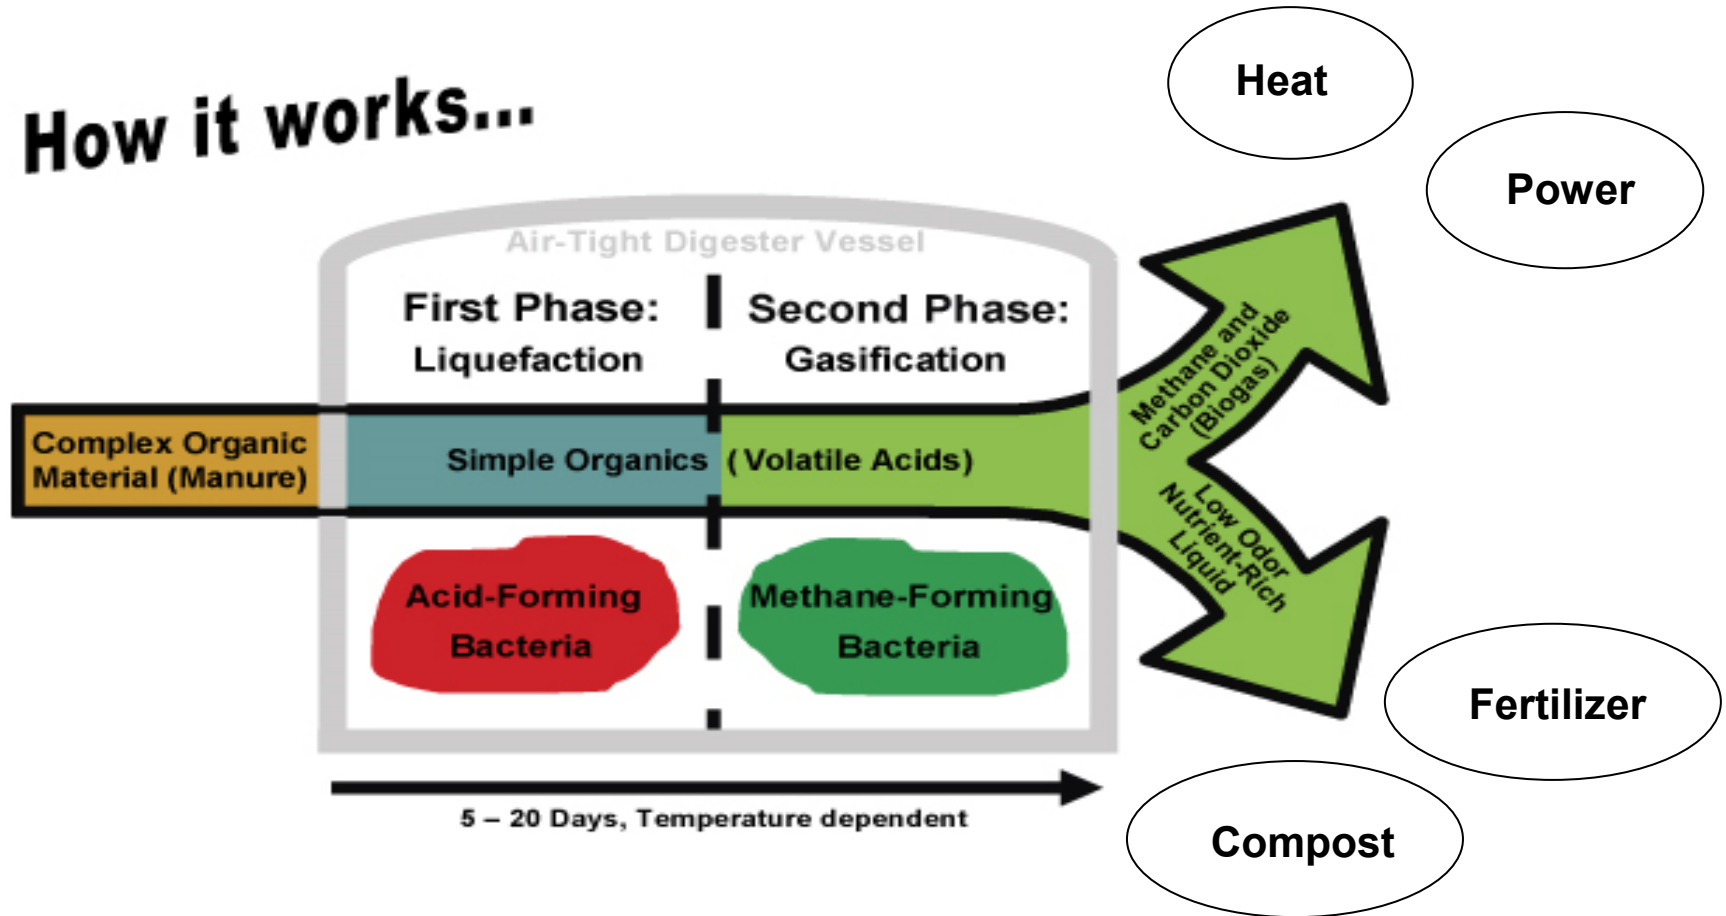 How it works...
Heat
Power
Air-Tight Digester Vessel
First Phase:
Liquefaction
Second Phase:
Gasification
Complex Organic
Material (Manure)
Simple Organics (Volatile Acids)
Methane and
Carbon Dioxide
(Biogas)
Low Odor
Nutrient-Rich
Liquid
Acid-Forming
Bacteria
Methane-Forming
Bacteria
Fertilizer
Compost
5 – 20 Days, Temperature dependent